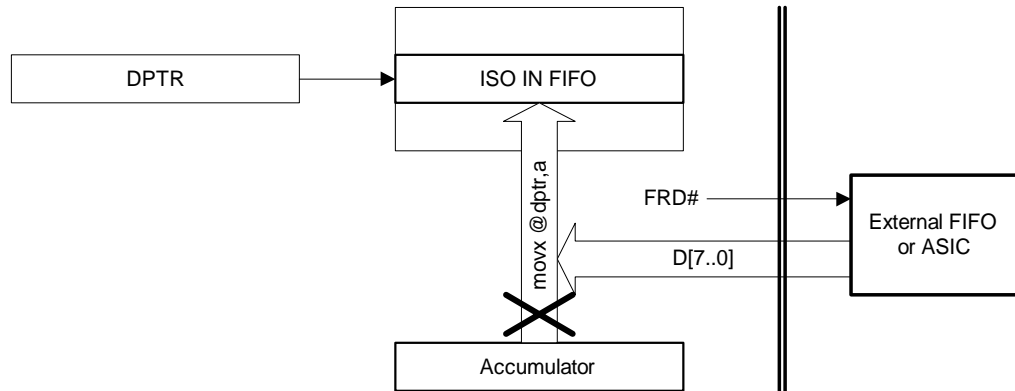 DPTR
ISO IN FIFO
movx @dptr,a
FRD#
External FIFO
or ASIC
D[7..0]
Accumulator